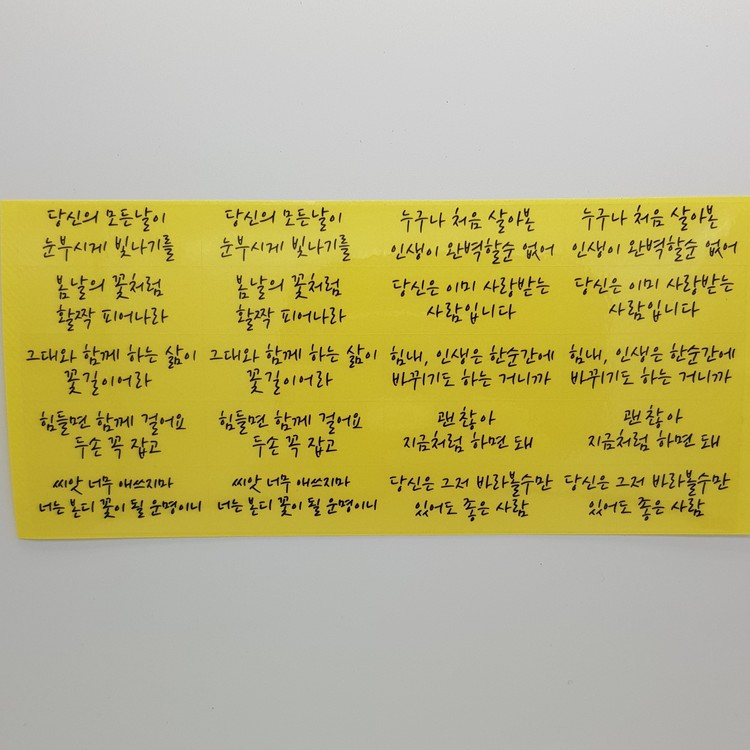 당신의 모든날이
눈부시게 빛나기를
당신의 모든날이
눈부시게 빛나기를
누구나 처음 살아본
인생이 완벽할순 없어
누구나 처음 살아본
인생이 완벽할순 없어
봄날의 꽃처럼
활짝 피어나라
봄날의 꽃처럼
활짝 피어나라
당신은 이미 사랑받는
사람입니다
당신은 이미 사랑받는
사람입니다
그대와 함께 하는 삶이
꽃길이어라
그대와 함께 하는 삶이
꽃길이어라
힘내, 인생은 한순간에
바뀌기도 하는 거니까
힘내, 인생은 한순간에
바뀌기도 하는 거니까
힘들면 함께 걸어요
두손 꼭 잡고
힘들면 함께 걸어요
두손 꼭 잡고
괜찮아
지금처럼 하면 돼
괜찮아
지금처럼 하면 돼
씨앗 너무 애쓰지마
너는 본디 꽃이 될 운명이니
씨앗 너무 애쓰지마
너는 본디 꽃이 될 운명이니
당신은 그저 바라볼수만
있어도 좋은 사람
당신은 그저 바라볼수만
있어도 좋은 사람